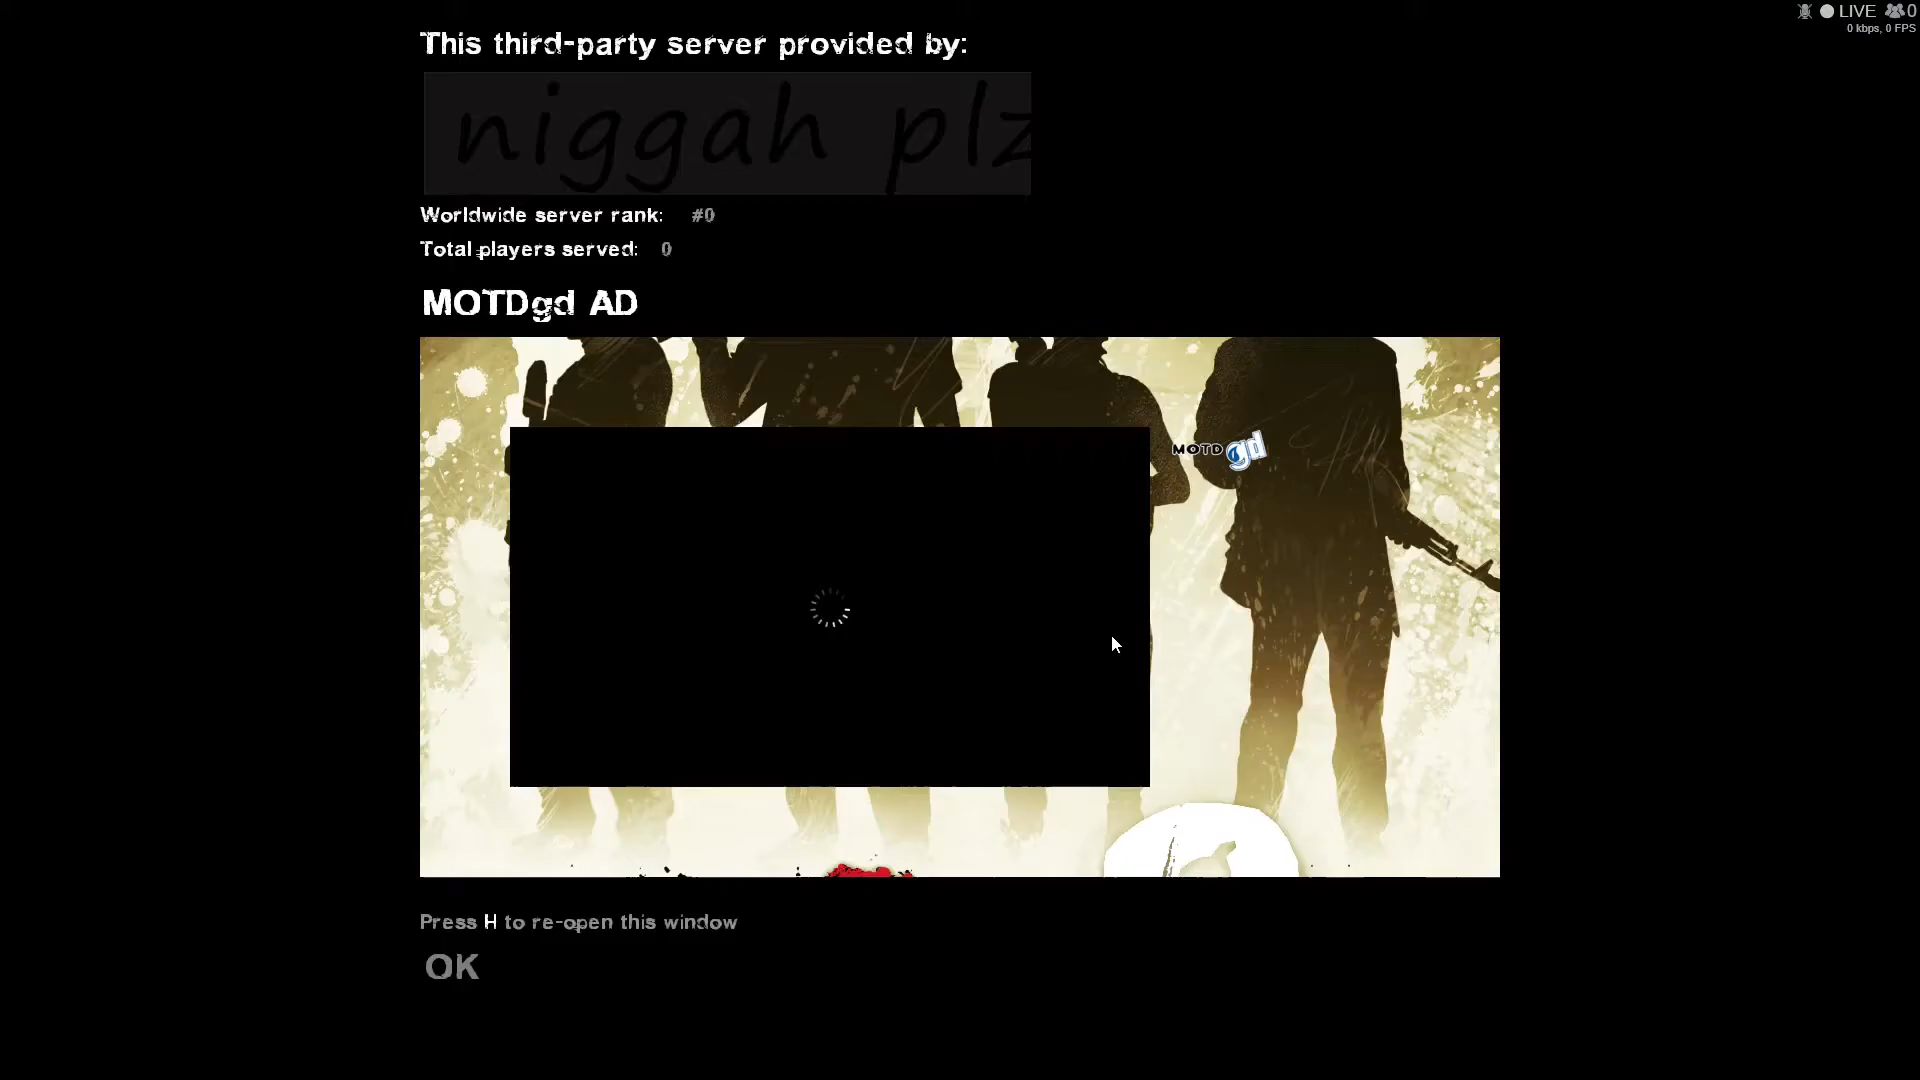 LIVE 0
0 kbps, 0 FPS
This third-party server provided by:
niggah plz
Worldwide server rank: #0
Total players served: 0
MOTDgd AD
MOTD gd
Press H to re-open this window
OK